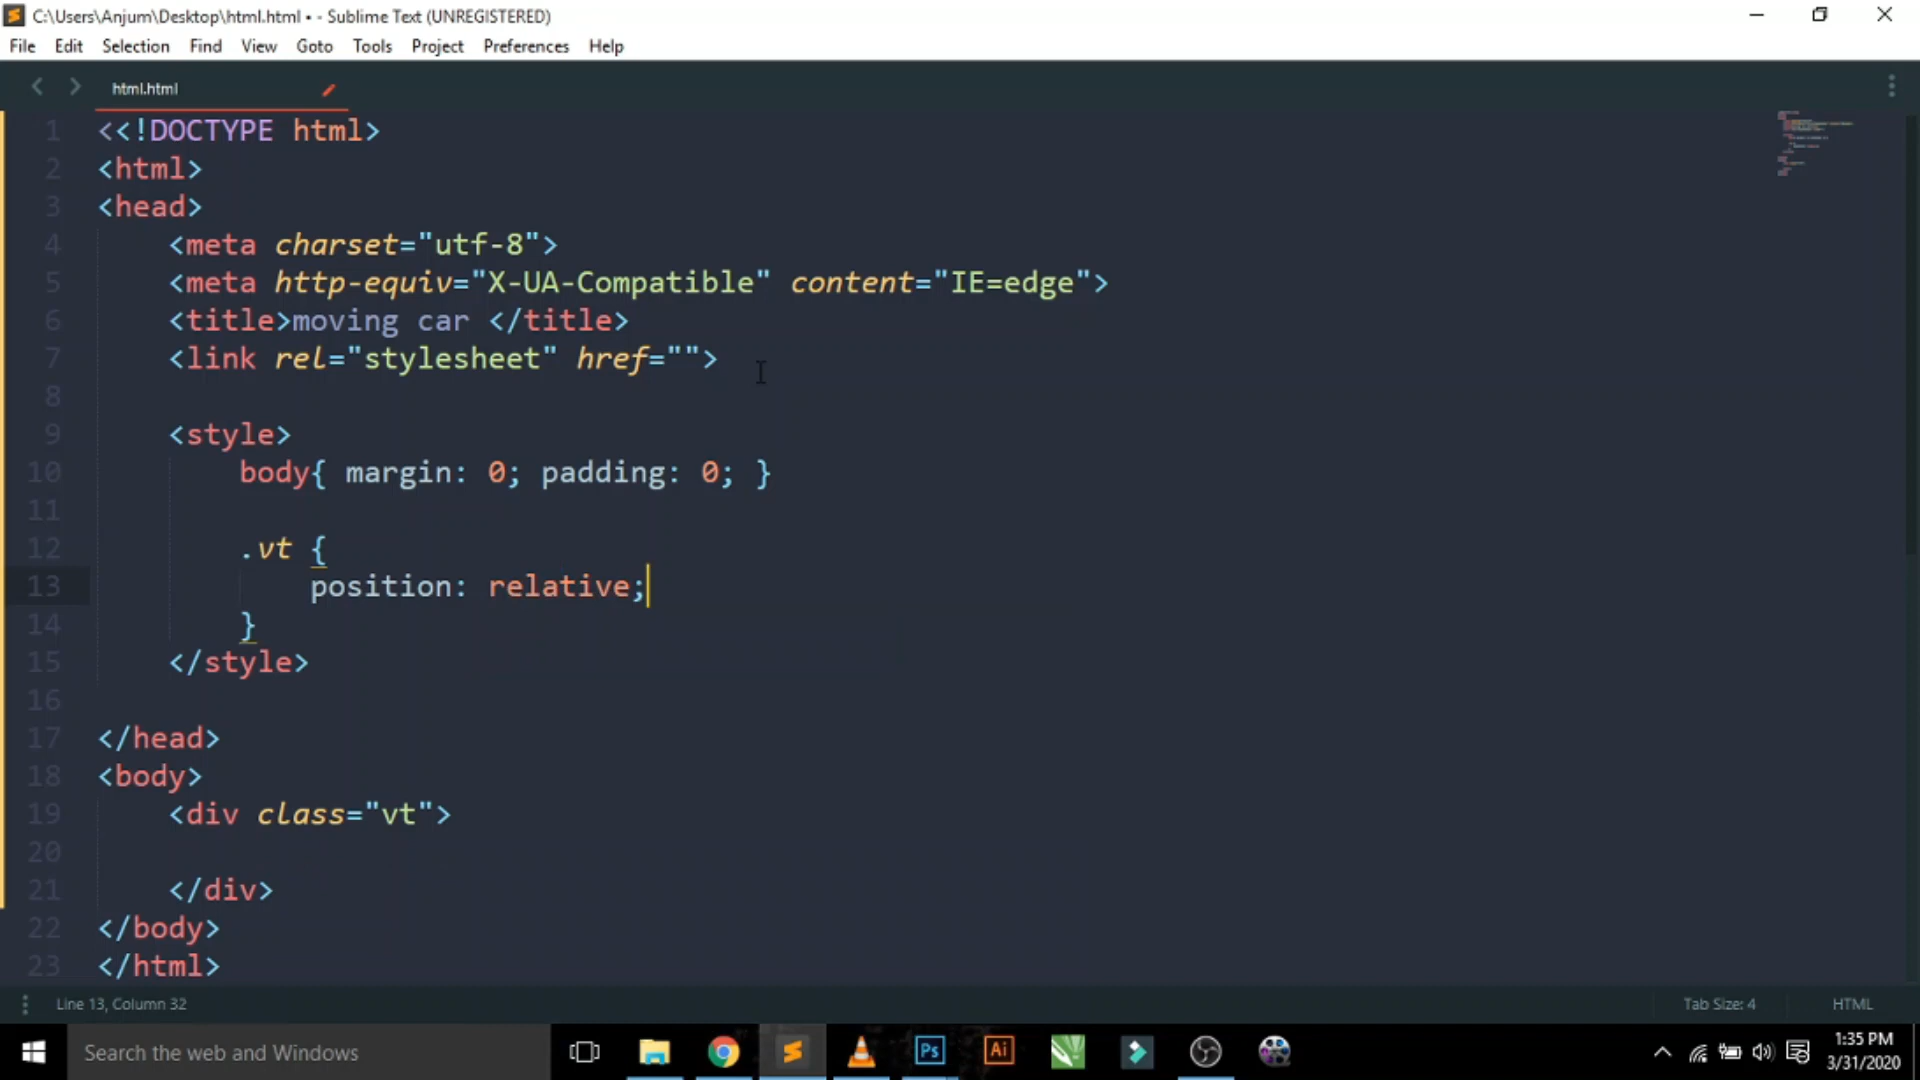 C:\Users\Anjum\Desktop\html.html • - Sublime Text (UNREGISTERED)
File Edit Selection Find View Goto Tools Project Preferences Help
html.html
1 <<!DOCTYPE html>
2 <html>
3 <head>
4 <meta charset="utf-8">
5 <meta http-equiv="X-UA-Compatible" content="IE=edge">
6 <title>moving car </title>
7 <link rel="stylesheet" href="">
8
9 <style>
10 body{ margin: 0; padding: 0; }
11
12 .vt {
13 position: relative;
14 }
15 </style>
16
17 </head>
18 <body>
19 <div class="vt">
20
21 </div>
22 </body>
23 </html>
Line 13, Column 32 Tab Size: 4 HTML
Search the web and Windows
Ps
Ai
1:35 PM
3/31/2020